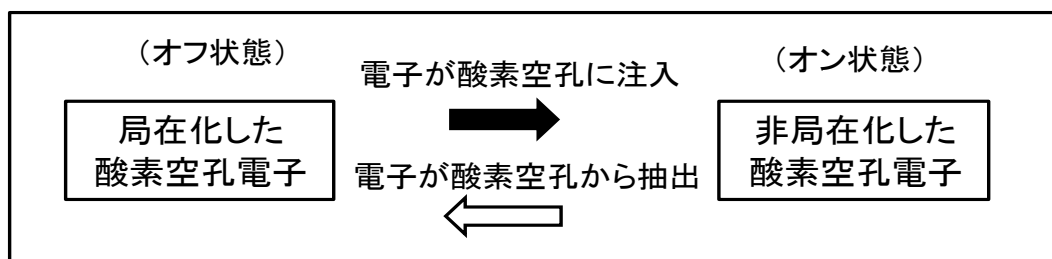 （オフ状態）
電子が酸素空孔に注入
（オン状態）
局在化した
酸素空孔電子
電子が酸素空孔から抽出
非局在化した
酸素空孔電子